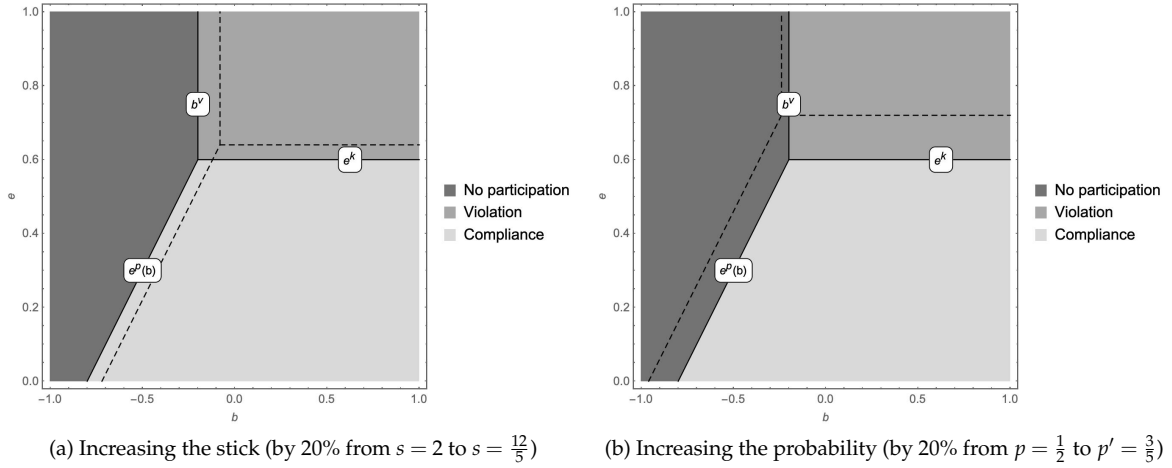 1.0
0.8
0.6
0.4
0.2
0.0
e
b^v
e^k
e^p(b)
−1.0 −0.5 0.0 0.5 1.0
b
No participation
Violation
Compliance
(a) Increasing the stick (by 20% from s = 2 to s = 12/5)
1.0
0.8
0.6
0.4
0.2
0.0
e
b^v
e^k
e^p(b)
−1.0 −0.5 0.0 0.5 1.0
b
No participation
Violation
Compliance
(b) Increasing the probability (by 20% from p = 1/2 to p′ = 3/5)